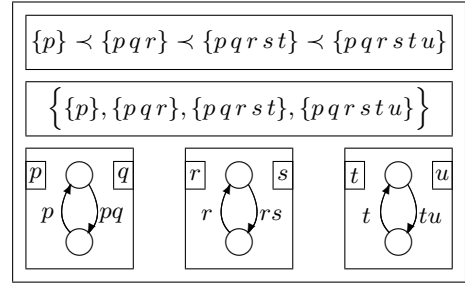 {p} ≺ {p q r} ≺ {p q r s t} ≺ {p q r s t u}
{{p}, {p q r}, {p q r s t}, {p q r s t u}}
p q r s t u
p pq r rs t tu